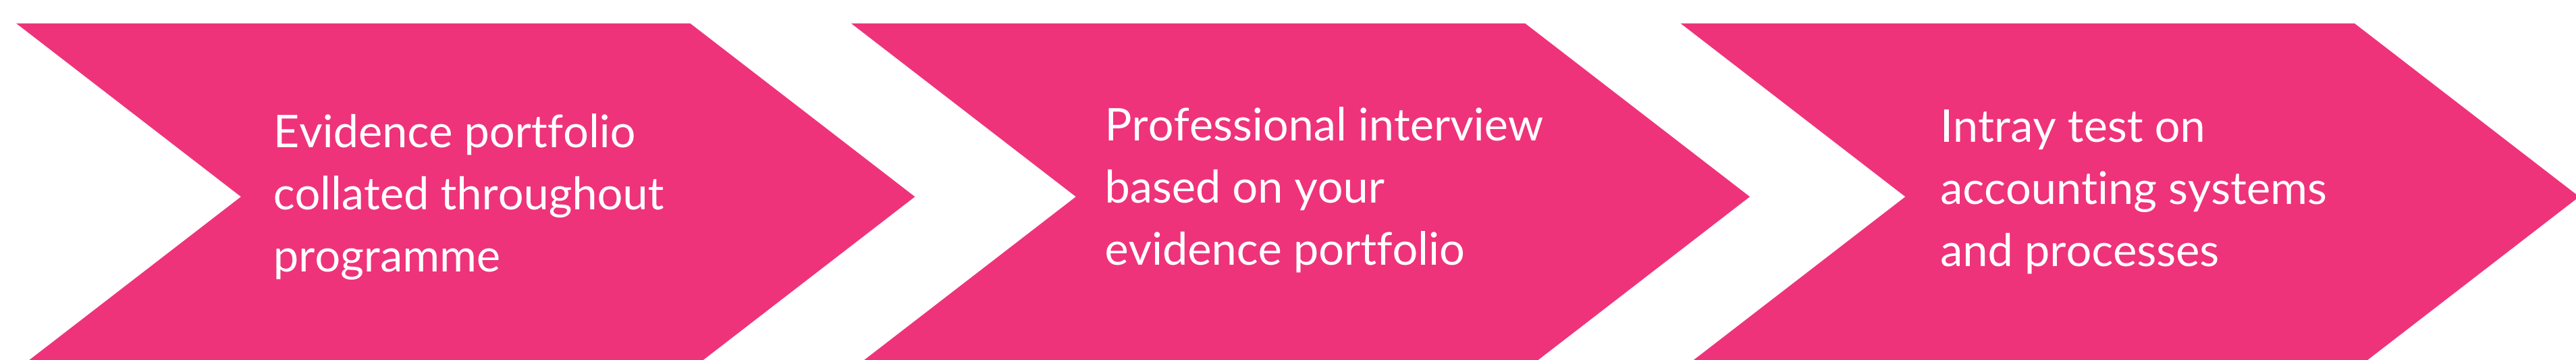 Evidence portfolio
collated throughout
programme
Professional interview
based on your
evidence portfolio
Intray test on
accounting systems
and processes